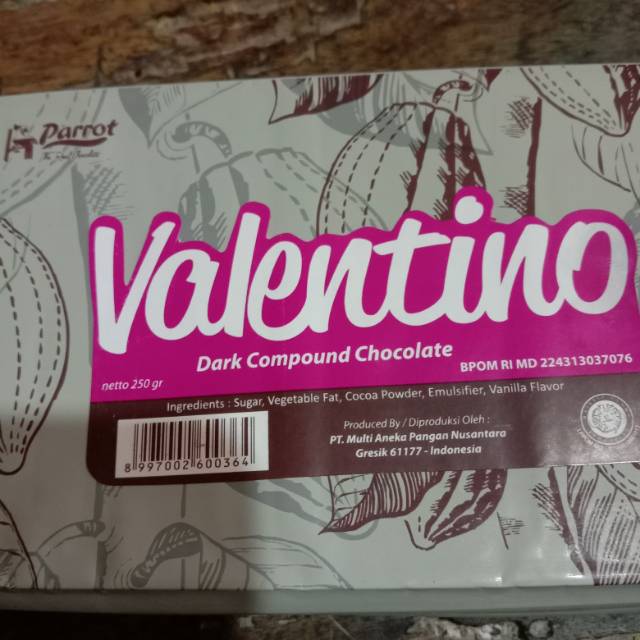 Parrot
Valentino
Dark Compound Chocolate
BPOM RI MD 224313037076
netto 250 gr
Ingredients : Sugar, Vegetable Fat, Cocoa Powder, Emulsifier, Vanilla Flavor
Produced By / Diproduksi Oleh :
PT. Multi Aneka Pangan Nusantara
Gresik 61177 - Indonesia
8 997002 600364